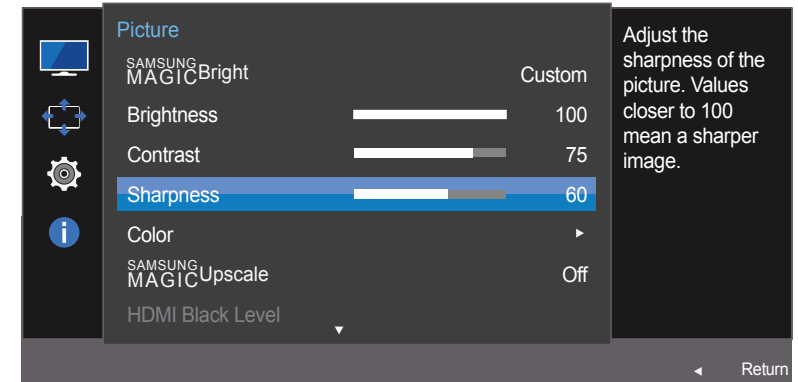 Picture
SAMSUNG
MAGICBright Custom
Brightness 100
Contrast 75
Sharpness 60
Color
SAMSUNG
MAGICUpscale Off
HDMI Black Level
Adjust the
sharpness of the
picture. Values
closer to 100
mean a sharper
image.
Return